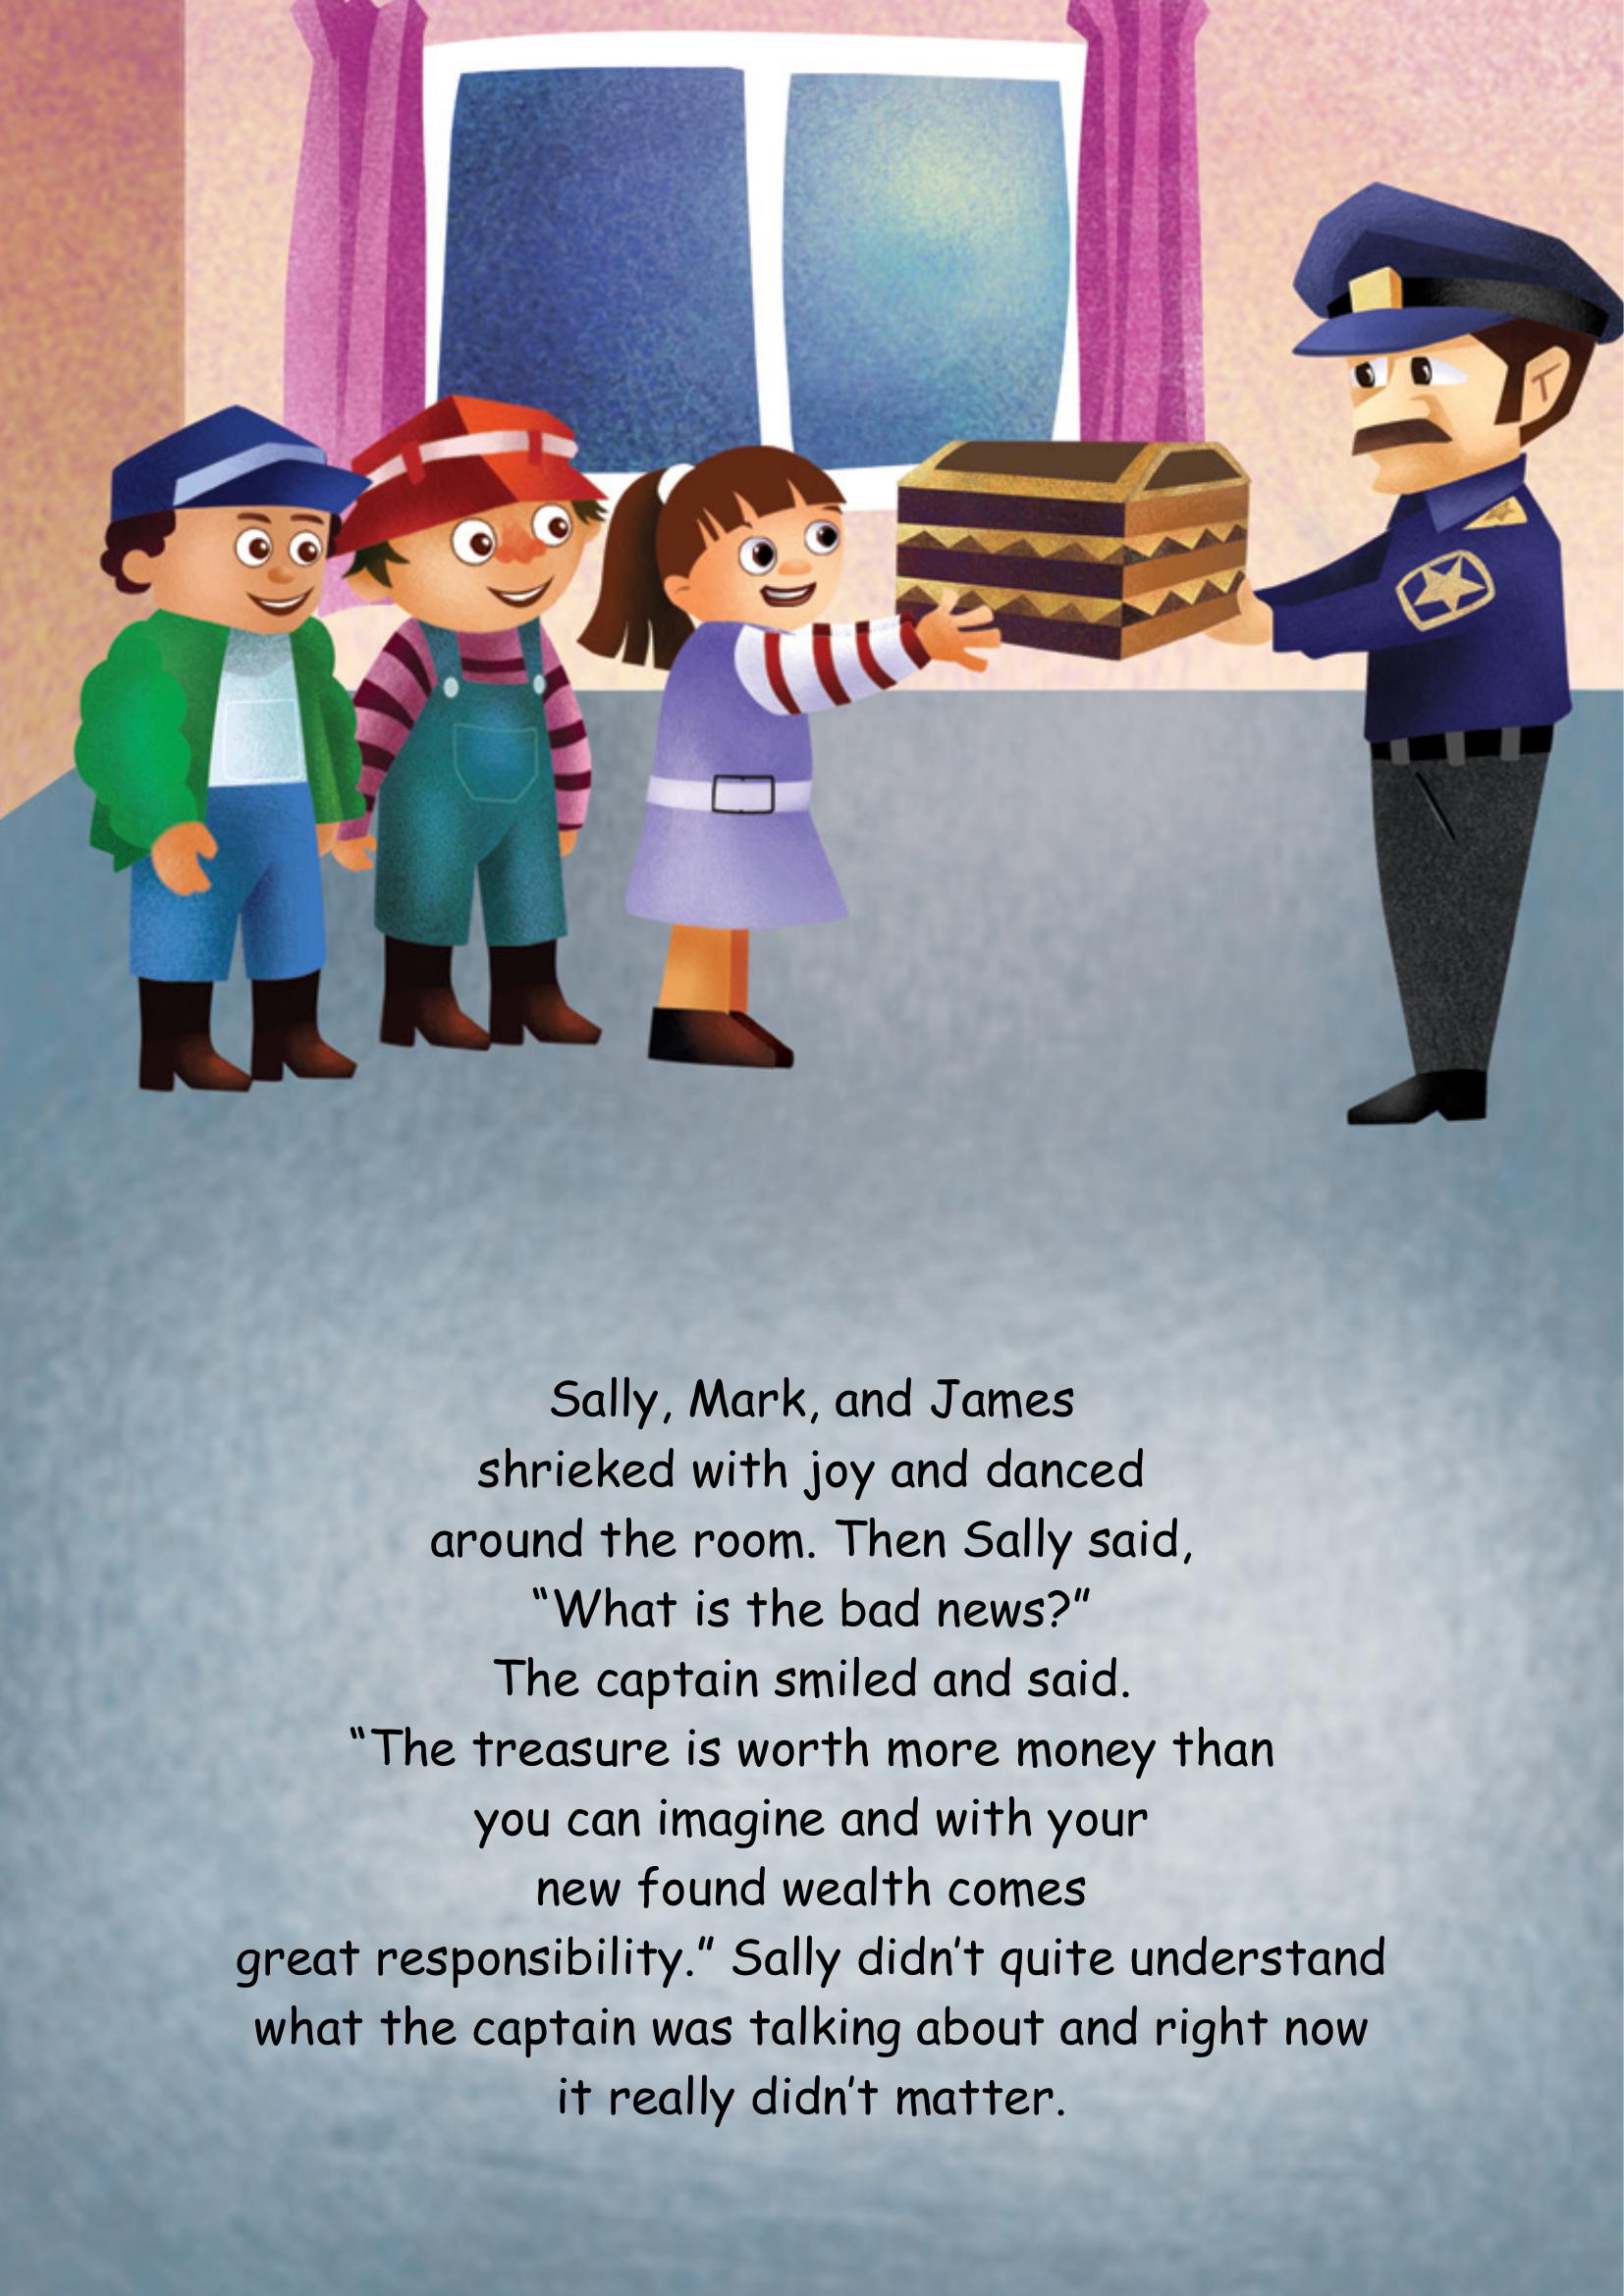 Sally, Mark, and James
shrieked with joy and danced
around the room. Then Sally said,
“What is the bad news?”
The captain smiled and said.
“The treasure is worth more money than
you can imagine and with your
new found wealth comes
great responsibility.” Sally didn’t quite understand
what the captain was talking about and right now
it really didn’t matter.